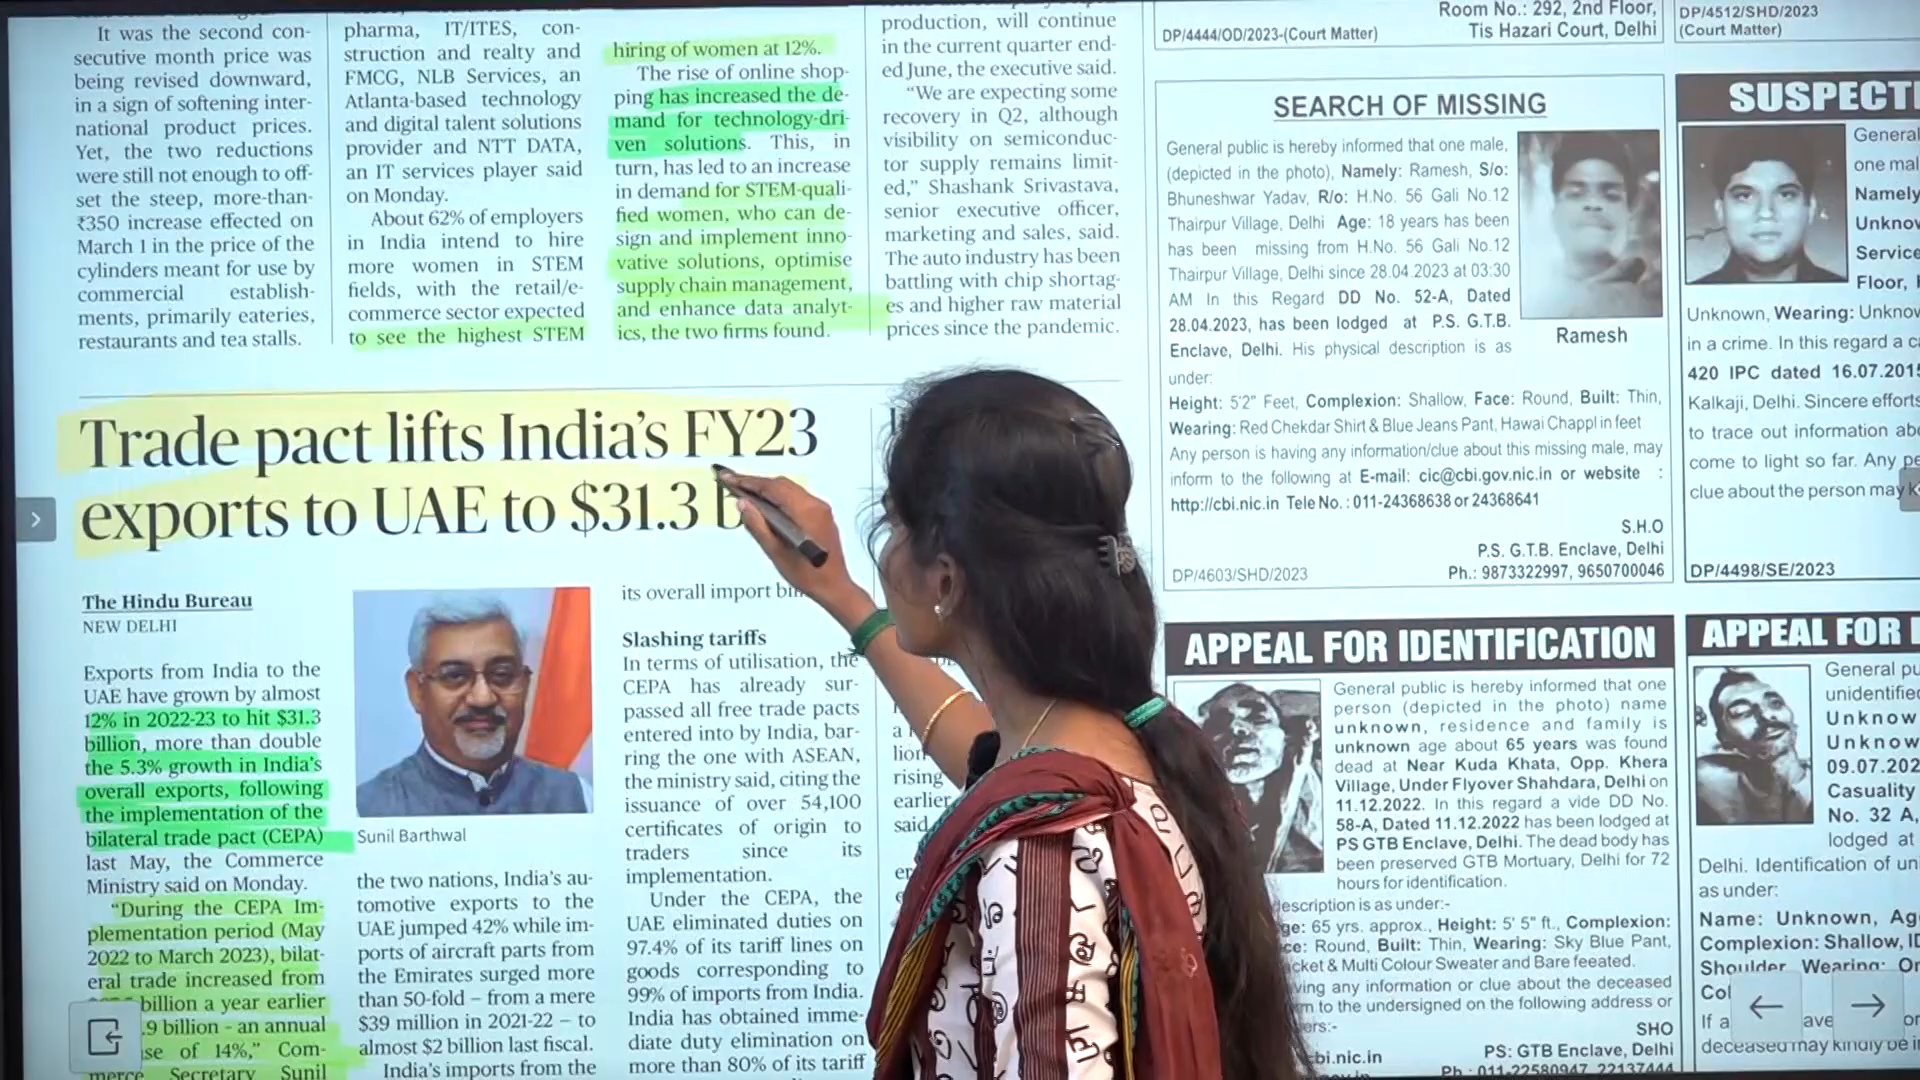 It was the second con-
secutive month price was
being revised downward,
in a sign of softening inter-
national product prices.
Yet, the two reductions
were still not enough to off-
set the steep, more-than-
₹350 increase effected on
March 1 in the price of the
cylinders meant for use by
commercial establish-
ments, primarily eateries,
restaurants and tea stalls.
pharma, IT/ITES, con-
struction and realty and
FMCG, NLB Services, an
Atlanta-based technology
and digital talent solutions
provider and NTT DATA,
an IT services player said
on Monday.
About 62% of employers
in India intend to hire
more women in STEM
fields, with the retail/e-
commerce sector expected
to see the highest STEM
hiring of women at 12%.
The rise of online shop-
ping has increased the de-
mand for technology-dri-
ven solutions. This, in
turn, has led to an increase
in demand for STEM-quali-
fied women, who can de-
sign and implement inno-
vative solutions, optimise
supply chain management,
and enhance data analyt-
ics, the two firms found.
production, will continue
in the current quarter end-
ed June, the executive said.
“We are expecting some
recovery in Q2, although
visibility on semiconduc-
tor supply remains limit-
ed,” Shashank Srivastava,
senior executive officer,
marketing and sales, said.
The auto industry has been
battling with chip shortag-
es and higher raw material
prices since the pandemic.
Trade pact lifts India’s FY23
exports to UAE to $31.3
The Hindu Bureau
NEW DELHI
Exports from India to the
UAE have grown by almost
12% in 2022-23 to hit $31.3
billion, more than double
the 5.3% growth in India’s
overall exports, following
the implementation of the
bilateral trade pact (CEPA)
last May, the Commerce
Ministry said on Monday.
“During the CEPA Im-
plementation period (May
2022 to March 2023), bilat-
eral trade increased from
billion a year earlier
.9 billion - an annual
se of 14%,” Com-
merce Secretary Sunil
Sunil Barthwal
the two nations, India’s au-
tomotive exports to the
UAE jumped 42% while im-
ports of aircraft parts from
the Emirates surged more
than 50-fold – from a mere
$39 million in 2021-22 – to
almost $2 billion last fiscal.
India’s imports from the
its overall import
Slashing tariffs
In terms of utilisation, the
CEPA has already sur-
passed all free trade pacts
entered into by India, bar-
ring the one with ASEAN,
the ministry said, citing the
issuance of over 54,100
certificates of origin to
traders since its
implementation.
Under the CEPA, the
UAE eliminated duties on
97.4% of its tariff lines on
goods corresponding to
99% of imports from India.
India has obtained imme-
diate duty elimination on
more than 80% of its tariff
lion
rising
earlier
said
DP/4444/OD/2023-(Court Matter)
Room No.: 292, 2nd Floor,
Tis Hazari Court, Delhi
DP/4512/SHD/2023
(Court Matter)
SEARCH OF MISSING
General public is hereby informed that one male,
(depicted in the photo), Namely: Ramesh, S/o:
Bhuneshwar Yadav, R/o: H.No. 56 Gali No.12
Thairpur Village, Delhi Age: 18 years has been
has been missing from H.No. 56 Gali No.12
Thairpur Village, Delhi since 28.04.2023 at 03:30
AM In this Regard DD No. 52-A, Dated
28.04.2023, has been lodged at P.S. G.T.B.
Enclave, Delhi. His physical description is as
under:
Ramesh
Height: 5'2" Feet, Complexion: Shallow, Face: Round, Built: Thin,
Wearing: Red Chekdar Shirt & Blue Jeans Pant, Hawai Chappl in feet
Any person is having any information/clue about this missing male, may
inform to the following at E-mail: cic@cbi.gov.nic.in or website :
http://cbi.nic.in Tele No. : 011-24368638 or 24368641
S.H.O
P.S. G.T.B. Enclave, Delhi
DP/4603/SHD/2023
Ph.: 9873322997, 9650700046
SUSPECT
General
one mal
Namely
Unknow
Service
Floor,
Unknown, Wearing: Unknow
in a crime. In this regard a c
420 IPC dated 16.07.201
Kalkaji, Delhi. Sincere efforts
to trace out information ab
come to light so far. Any pe
clue about the person may
DP/4498/SE/2023
APPEAL FOR IDENTIFICATION
General public is hereby informed that one
person (depicted in the photo) name
unknown, residence and family is
unknown age about 65 years was found
dead at Near Kuda Khata, Opp. Khera
Village, Under Flyover Shahdara, Delhi on
11.12.2022. In this regard a vide DD No.
58-A, Dated 11.12.2022 has been lodged at
PS GTB Enclave, Delhi. The dead body has
been preserved GTB Mortuary, Delhi for 72
hours for identification.
escription is as under:-
ge: 65 yrs. approx., Height: 5' 5" ft., Complexion:
ce: Round, Built: Thin, Wearing: Sky Blue Pant,
cket & Multi Colour Sweater and Bare feeated.
ving any information or clue about the deceased
m to the undersigned on the following address or
ers:-
SHO
cbi.nic.in
PS: GTB Enclave, Delhi
Ph.: 011-22580947, 22137444
APPEAL FOR
General pu
unidentified
Unknow
Unknow
09.07.202
Casuality
No. 32 A,
lodged at
Delhi. Identification of un
as under:
Name: Unknown, Ag
Complexion: Shallow,
Shoulder, Wearing: Or
Col
If a
ave
deceased may kindly be i